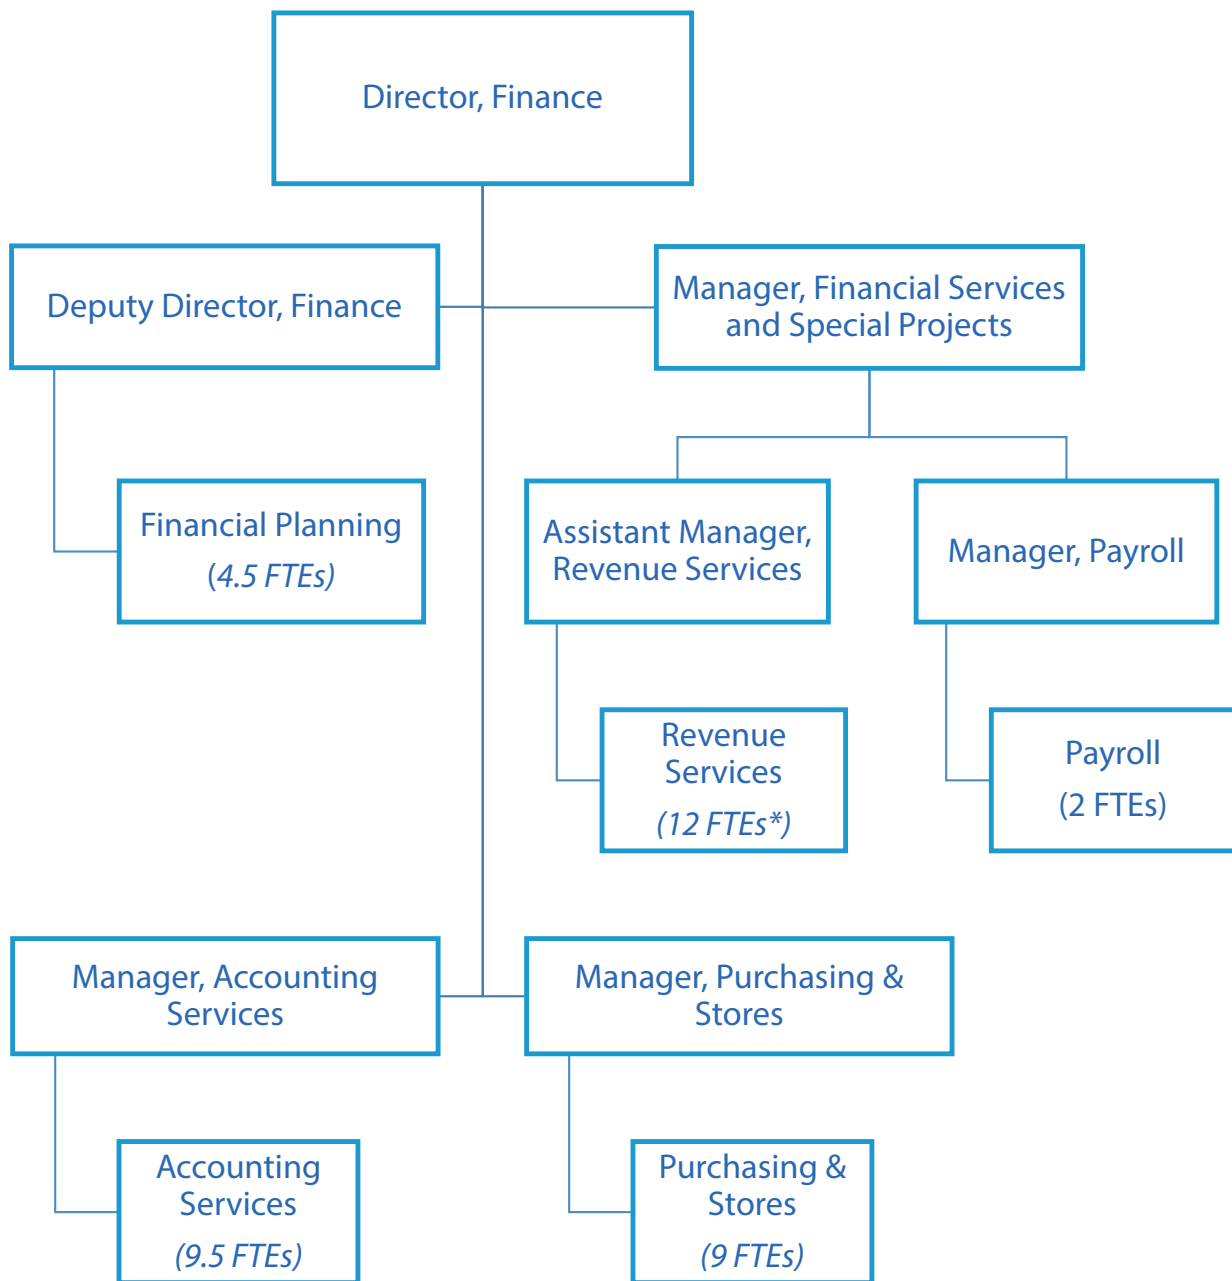 Director, Finance
Deputy Director, Finance
Manager, Financial Services
and Special Projects
Financial Planning
(4.5 FTEs)
Assistant Manager,
Revenue Services
Manager, Payroll
Revenue
Services
(12 FTEs*)
Payroll
(2 FTEs)
Manager, Accounting
Services
Manager, Purchasing &
Stores
Accounting
Services
(9.5 FTEs)
Purchasing &
Stores
(9 FTEs)